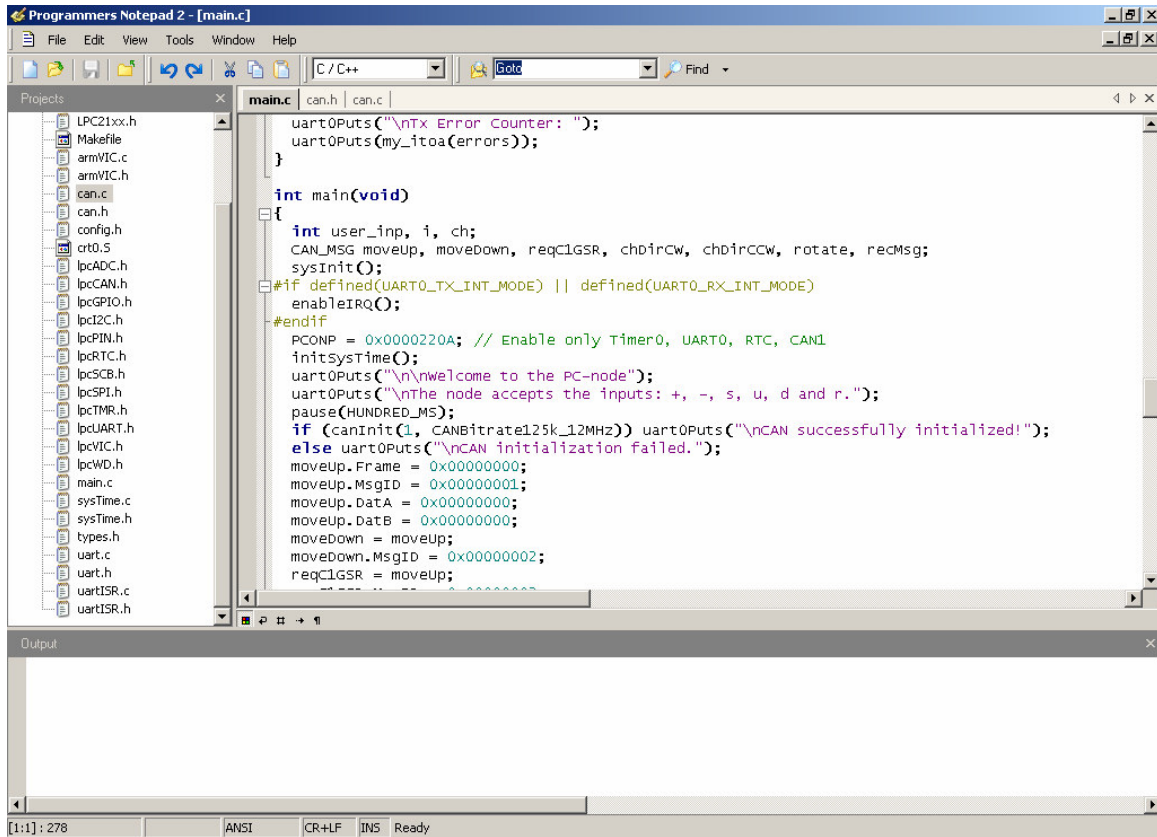 Programmers Notepad 2 - [main.c]
File Edit View Tools Window Help
C / C++ Goto Find
Projects
LPC21xx.h
Makefile
armVIC.c
armVIC.h
can.c
can.h
config.h
crt0.S
lpcADC.h
lpcCAN.h
lpcGPIO.h
lpcI2C.h
lpcPIN.h
lpcRTC.h
lpcSCB.h
lpcSPI.h
lpcTMR.h
lpcUART.h
lpcVIC.h
lpcWD.h
main.c
sysTime.c
sysTime.h
types.h
uart.c
uart.h
uartISR.c
uartISR.h
main.c can.h can.c
uart0Puts("\nTx Error Counter: ");
uart0Puts(my_itoa(errors));
}
int main(void)
{
int user_inp, i, ch;
CAN_MSG moveUp, moveDown, reqC1GSR, chDirCW, chDirCCW, rotate, recMsg;
sysInit();
#if defined(UART0_TX_INT_MODE) || defined(UART0_RX_INT_MODE)
enableIRQ();
#endif
PCONP = 0x0000220A; // Enable only Timer0, UART0, RTC, CAN1
initSysTime();
uart0Puts("\n\nWelcome to the PC-node");
uart0Puts("\nThe node accepts the inputs: +, -, s, u, d and r.");
pause(HUNDRED_MS);
if (canInit(1, CANBitrate125k_12MHz)) uart0Puts("\nCAN successfully initialized!");
else uart0Puts("\nCAN initialization failed.");
moveUp.Frame = 0x00000000;
moveUp.MsgID = 0x00000001;
moveUp.DatA = 0x00000000;
moveUp.DatB = 0x00000000;
moveDown = moveUp;
moveDown.MsgID = 0x00000002;
reqC1GSR = moveUp;
Output
[1:1] : 278 ANSI CR+LF INS Ready